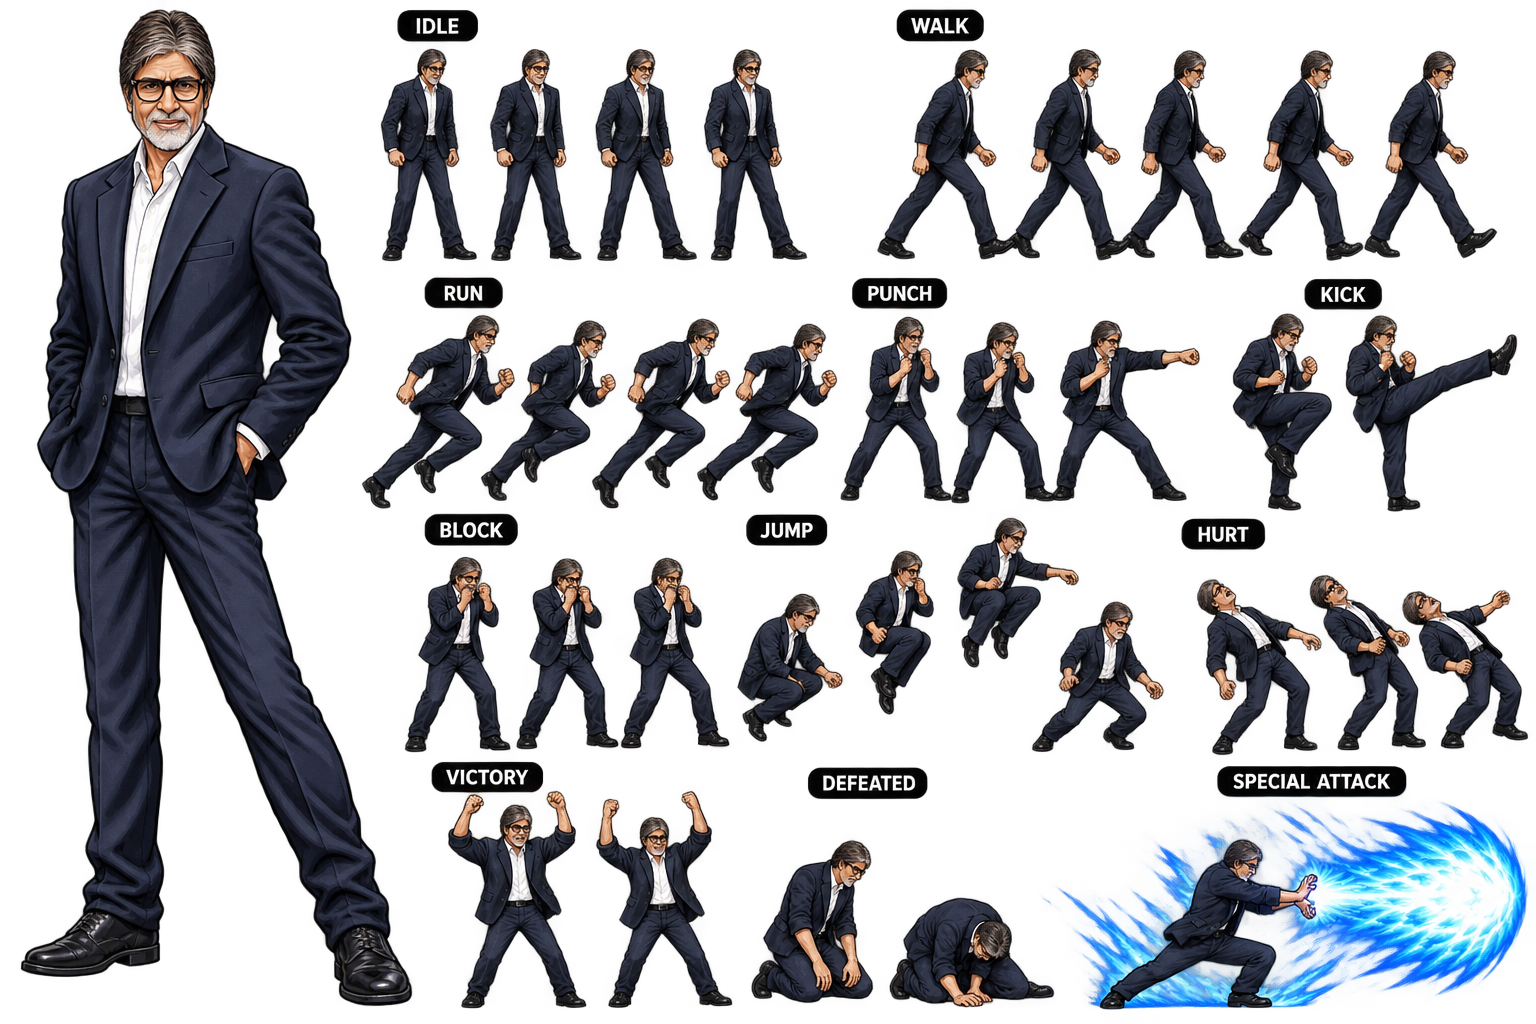 IDLE
WALK
RUN
PUNCH
KICK
BLOCK
JUMP
HURT
VICTORY
DEFEATED
SPECIAL ATTACK